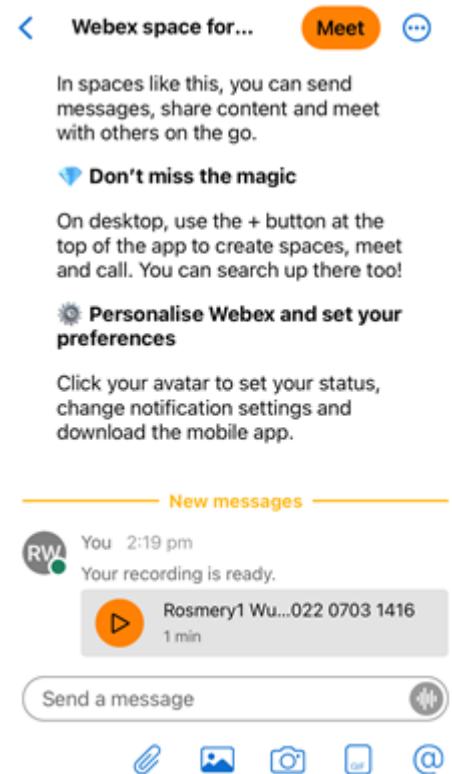 Webex space for...
Meet
In spaces like this, you can send
messages, share content and meet
with others on the go.
Don't miss the magic
On desktop, use the + button at the
top of the app to create spaces, meet
and call. You can search up there too!
Personalise Webex and set your
preferences
Click your avatar to set your status,
change notification settings and
download the mobile app.
New messages
RW
You 2:19 pm
Your recording is ready.
Rosmery1 Wu...022 0703 1416
1 min
Send a message
GIF
@